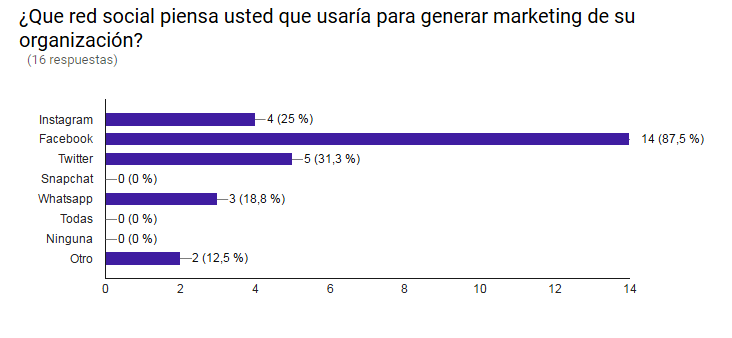 ¿Que red social piensa usted que usaría para generar marketing de su
organización?
(16 respuestas)
Instagram 4 (25 %)
Facebook 14 (87,5 %)
Twitter 5 (31,3 %)
Snapchat 0 (0 %)
Whatsapp 3 (18,8 %)
Todas 0 (0 %)
Ninguna 0 (0 %)
Otro 2 (12,5 %)
0 2 4 6 8 10 12 14